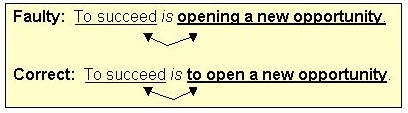 Faulty: To succeed is opening a new opportunity.
Correct: To succeed is to open a new opportunity.